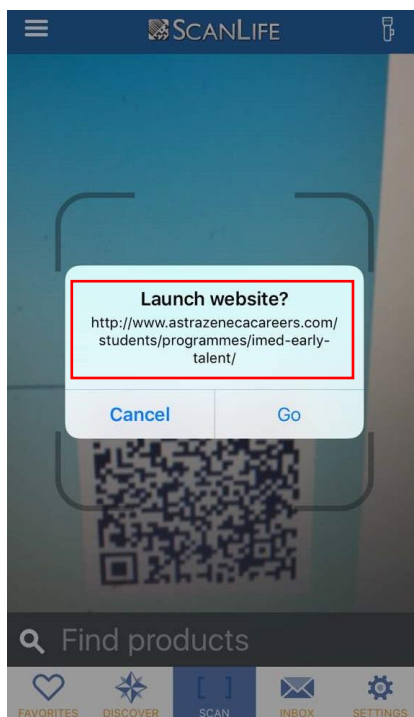 SCANLIFE
Launch website?
http://www.astrazenecacareers.com/
students/programmes/imed-early-
talent/
Cancel
Go
Find products
FAVORITES
DISCOVER
SCAN
INBOX
SETTINGS